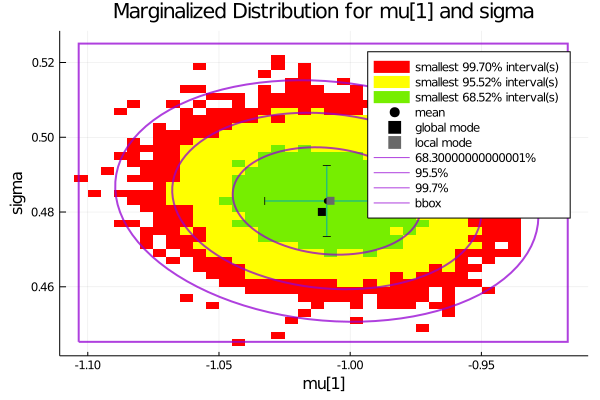 Marginalized Distribution for mu[1] and sigma
smallest 99.70% interval(s)
smallest 95.52% interval(s)
smallest 68.52% interval(s)
mean
global mode
local mode
68.30000000000001%
95.5%
99.7%
bbox
sigma
0.52
0.50
0.48
0.46
-1.10
-1.05
-1.00
-0.95
mu[1]